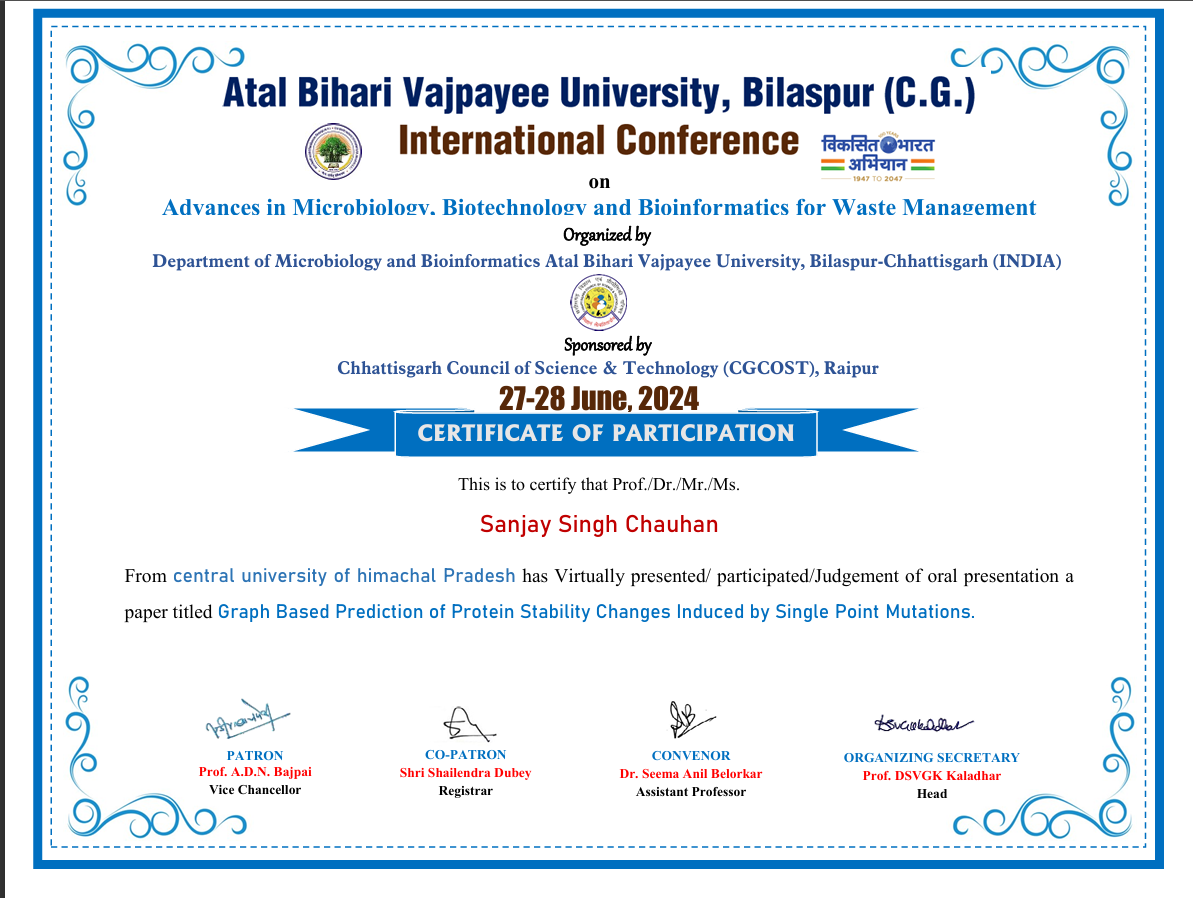 Atal Bihari Vajpayee University, Bilaspur (C.G.)
International Conference
विकसित भारत
अभियान
1947 TO 2047
on
Advances in Microbiology, Biotechnology and Bioinformatics for Waste Management
Organized by
Department of Microbiology and Bioinformatics Atal Bihari Vajpayee University, Bilaspur-Chhattisgarh (INDIA)
Sponsored by
Chhattisgarh Council of Science & Technology (CGCOST), Raipur
27-28 June, 2024
CERTIFICATE OF PARTICIPATION
This is to certify that Prof./Dr./Mr./Ms.
Sanjay Singh Chauhan
From central university of himachal Pradesh has Virtually presented/ participated/Judgement of oral presentation a
paper titled Graph Based Prediction of Protein Stability Changes Induced by Single Point Mutations.
PATRON
Prof. A.D.N. Bajpai
Vice Chancellor
CO-PATRON
Shri Shailendra Dubey
Registrar
CONVENOR
Dr. Seema Anil Belorkar
Assistant Professor
ORGANIZING SECRETARY
Prof. DSVGK Kaladhar
Head